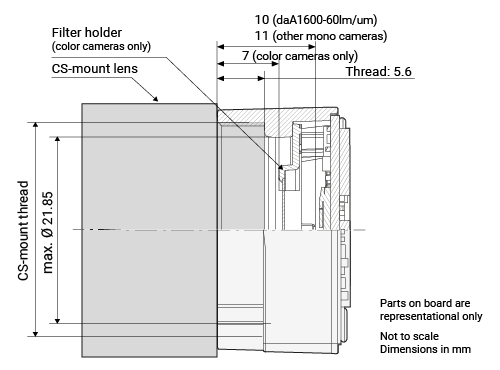 10 (daA1600-60lm/um)
11 (other mono cameras)
7 (color cameras only)
Thread: 5.6
Filter holder
(color cameras only)
CS-mount lens
CS-mount thread
max. Ø 21.85
Parts on board are
representational only
Not to scale
Dimensions in mm